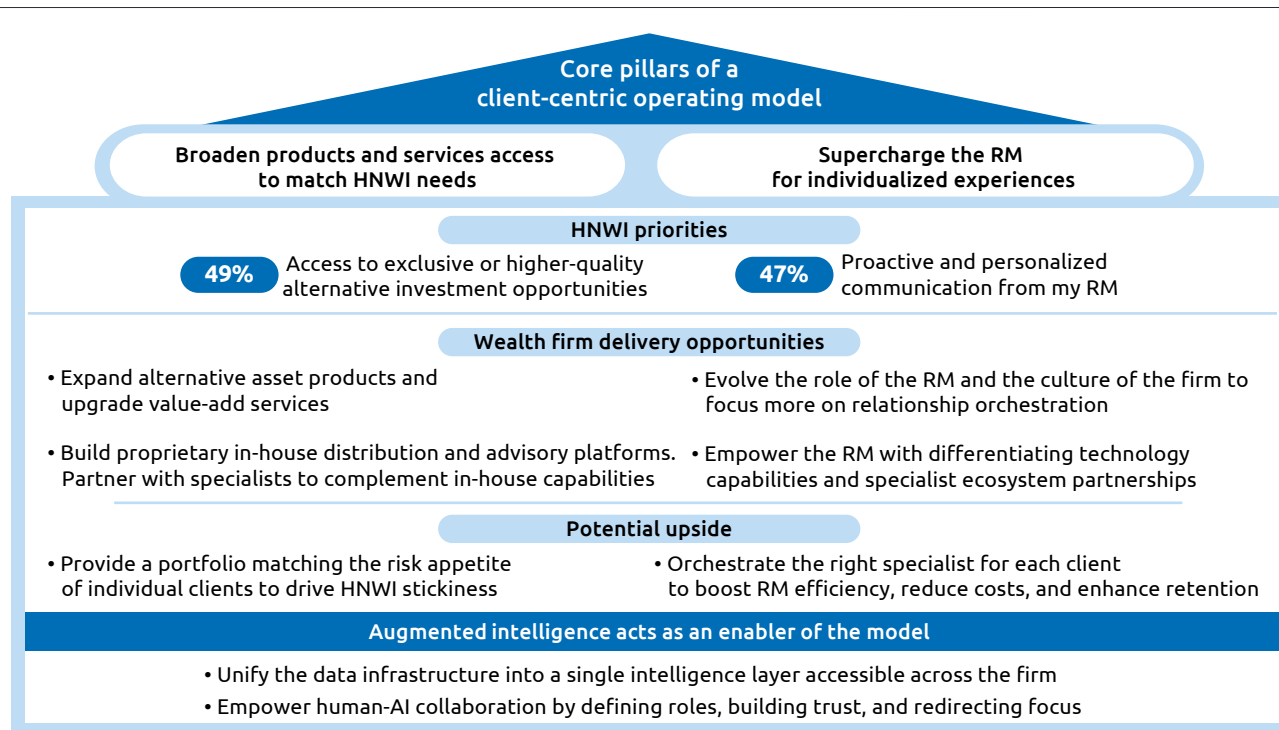 Core pillars of a
client-centric operating model
Broaden products and services access
to match HNWI needs
Supercharge the RM
for individualized experiences
HNWI priorities
49%
Access to exclusive or higher-quality
alternative investment opportunities
47%
Proactive and personalized
communication from my RM
Wealth firm delivery opportunities
• Expand alternative asset products and
upgrade value-add services
• Build proprietary in-house distribution and advisory platforms.
Partner with specialists to complement in-house capabilities
• Evolve the role of the RM and the culture of the firm to
focus more on relationship orchestration
• Empower the RM with differentiating technology
capabilities and specialist ecosystem partnerships
Potential upside
• Provide a portfolio matching the risk appetite
of individual clients to drive HNWI stickiness
• Orchestrate the right specialist for each client
to boost RM efficiency, reduce costs, and enhance retention
Augmented intelligence acts as an enabler of the model
• Unify the data infrastructure into a single intelligence layer accessible across the firm
• Empower human-AI collaboration by defining roles, building trust, and redirecting focus